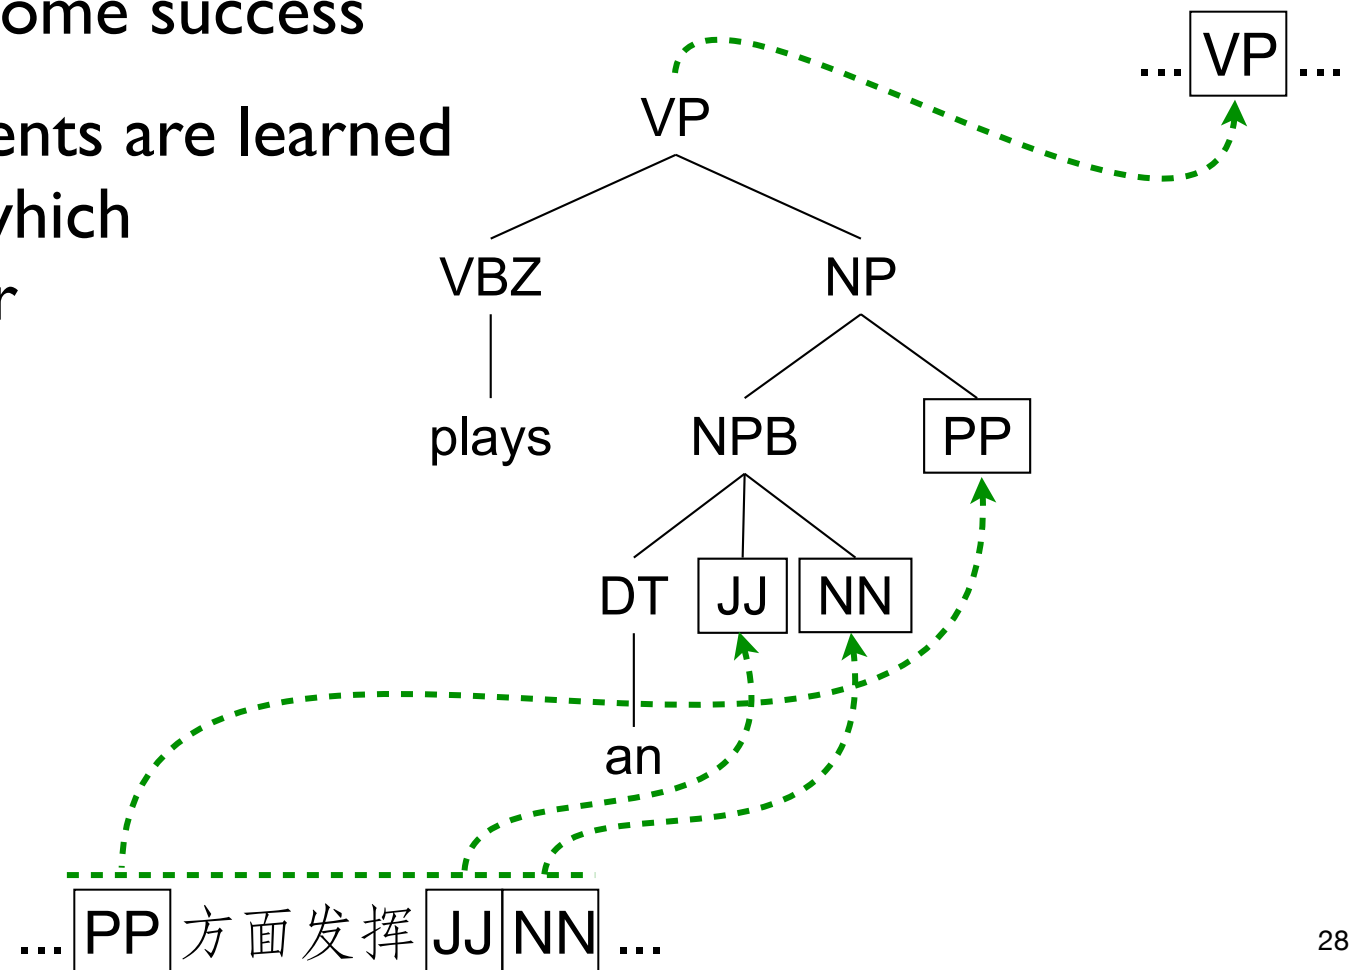 ome success
... VP ...
VP
ents are learned
which
r
VBZ NP
plays NPB PP
DT JJ NN
an
... PP 方面发挥 JJ NN ...
28